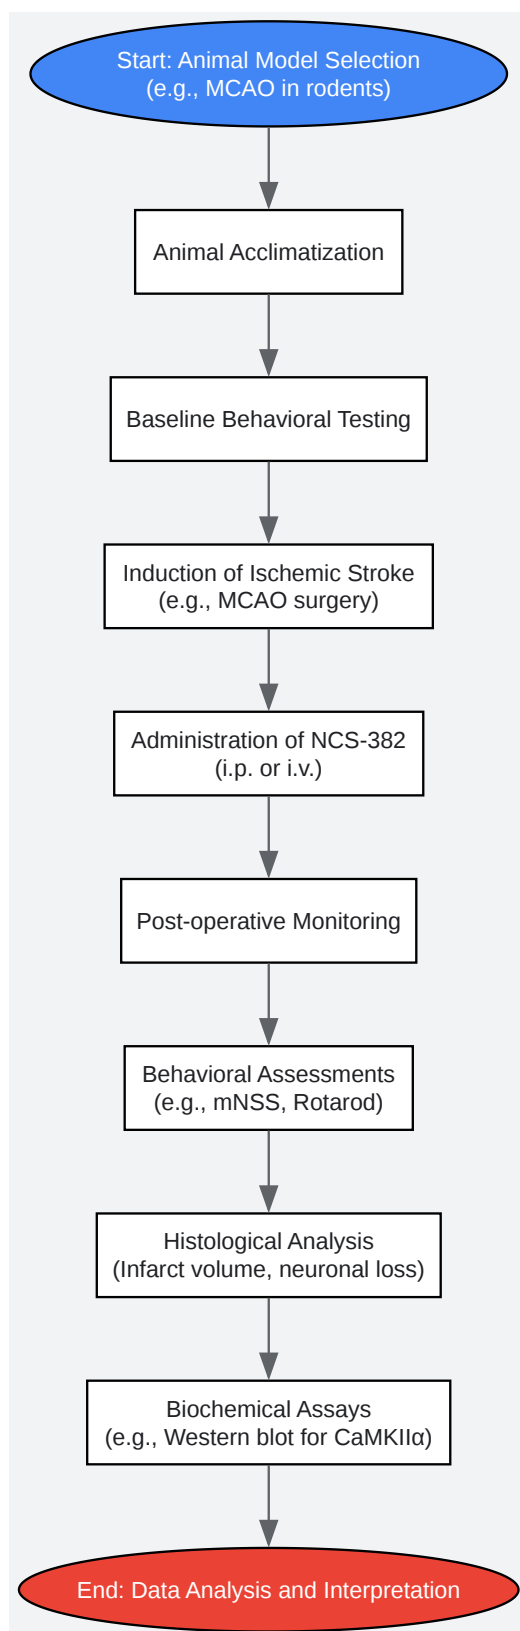 Start: Animal Model Selection
(e.g., MCAO in rodents)
Animal Acclimatization
Baseline Behavioral Testing
Induction of Ischemic Stroke
(e.g., MCAO surgery)
Administration of NCS-382
(i.p. or i.v.)
Post-operative Monitoring
Behavioral Assessments
(e.g., mNSS, Rotarod)
Histological Analysis
(Infarct volume, neuronal loss)
Biochemical Assays
(e.g., Western blot for CaMKIIα)
End: Data Analysis and Interpretation